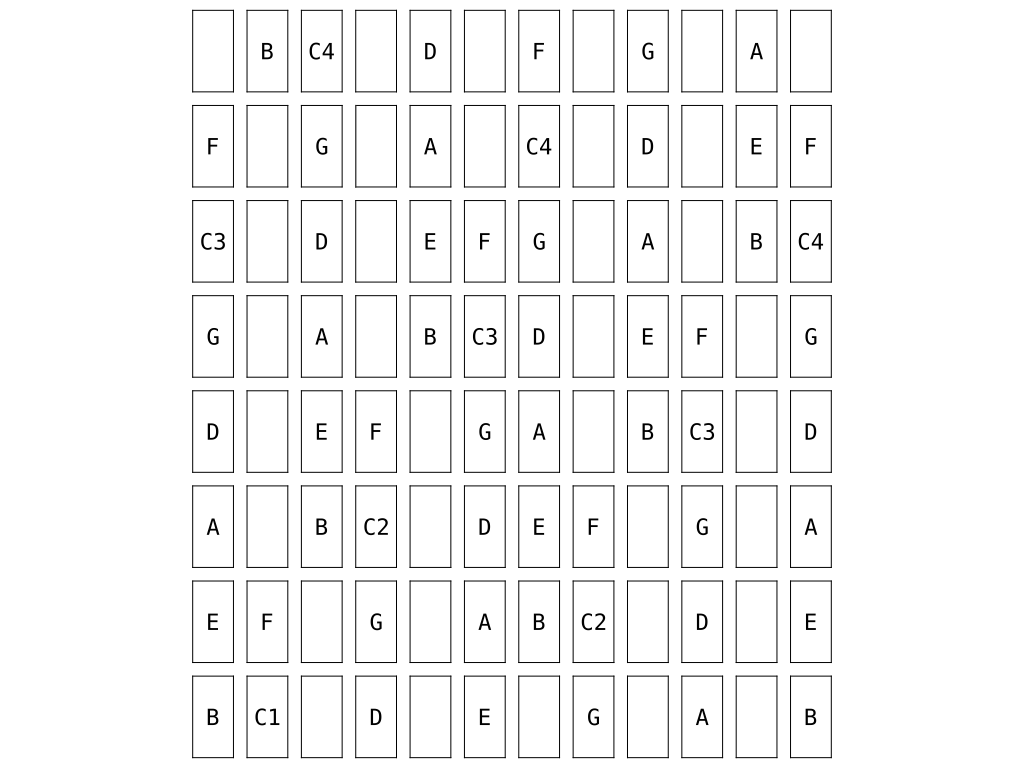 B C4 D F G A
F G A C4 D E F
C3 D E F G A B C4
G A B C3 D E F G
D E F G A B C3 D
A B C2 D E F G A
E F G A B C2 D E
B C1 D E G A B